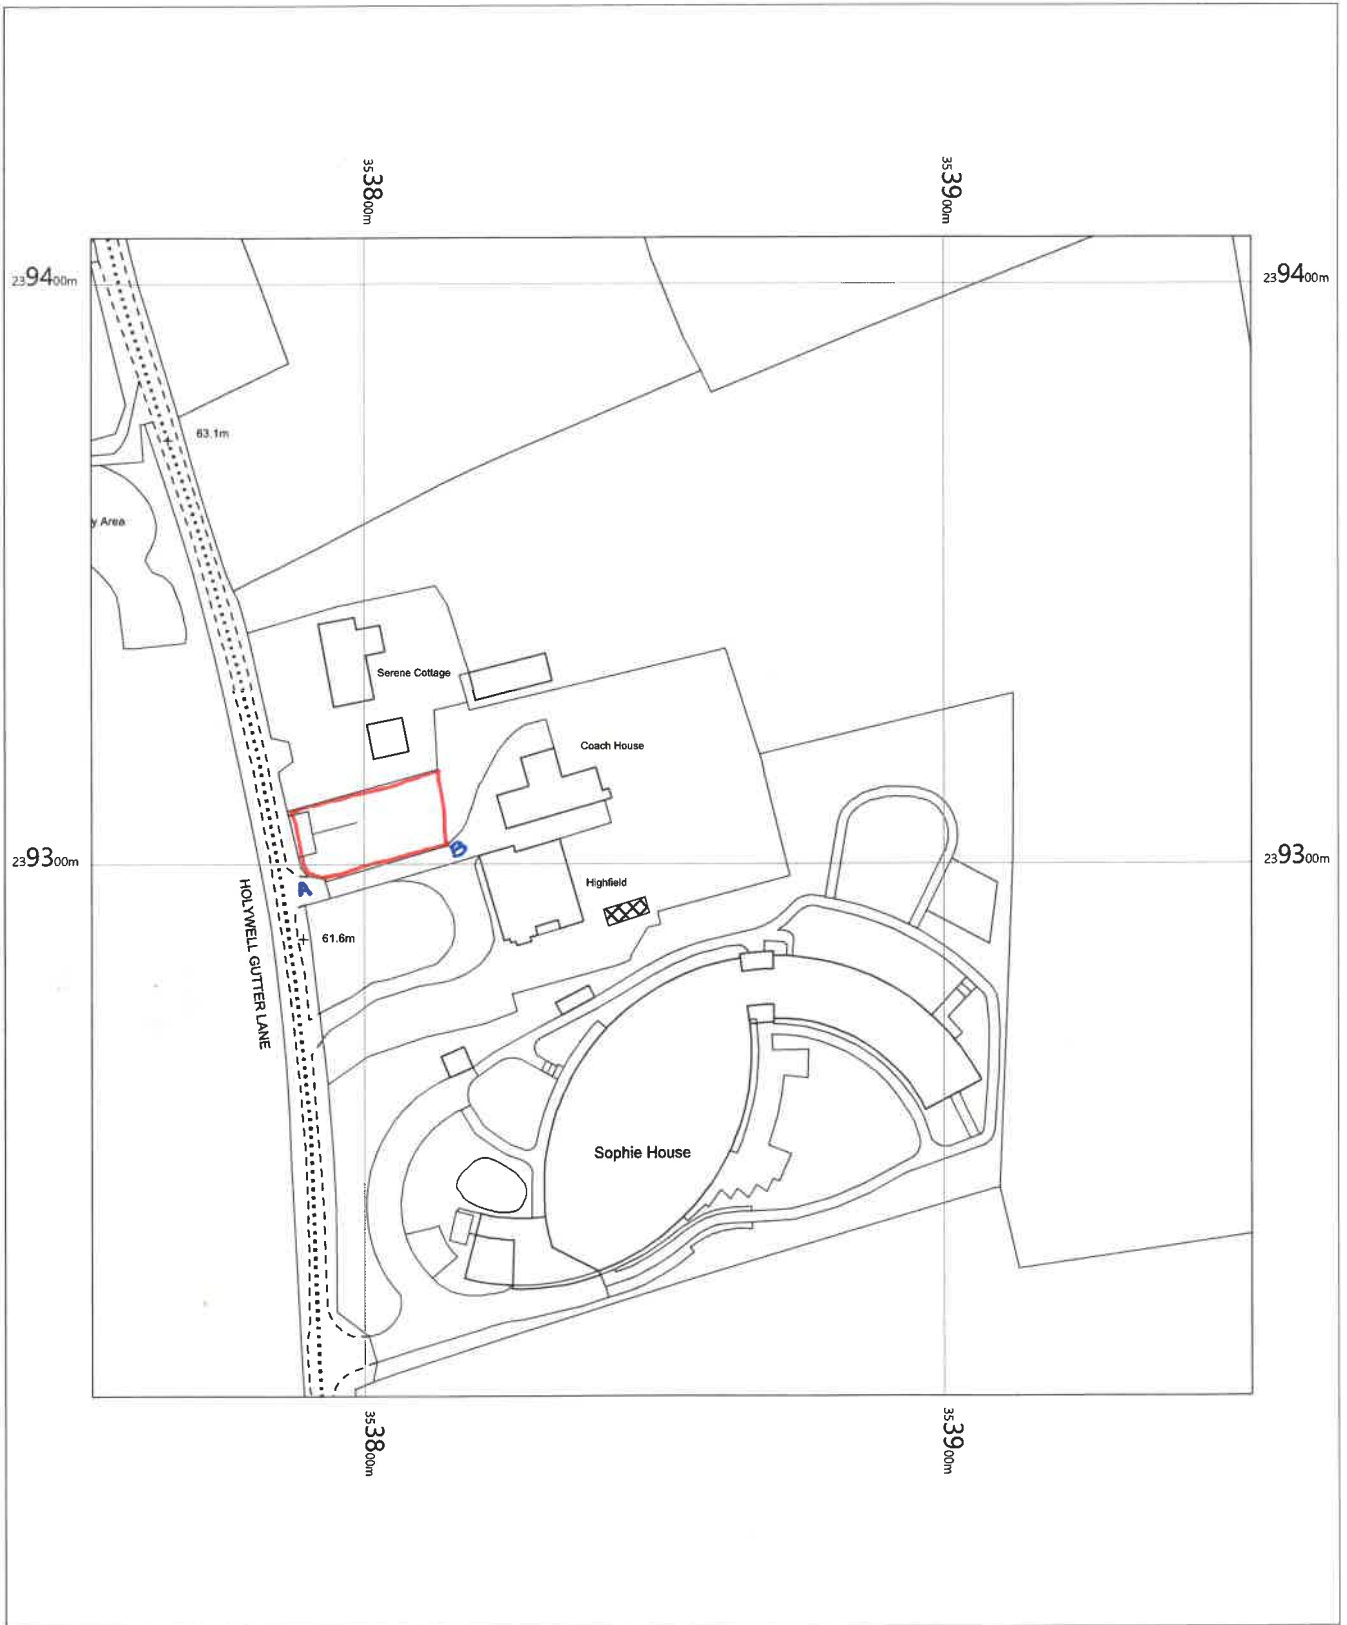 353800m
353900m
239400m
239400m
63.1m
y Area
Serene Cottage
Coach House
B
239300m
239300m
A
Highfield
HOLYWELL GUTTER LANE
61.6m
Sophie House
353800m
353900m